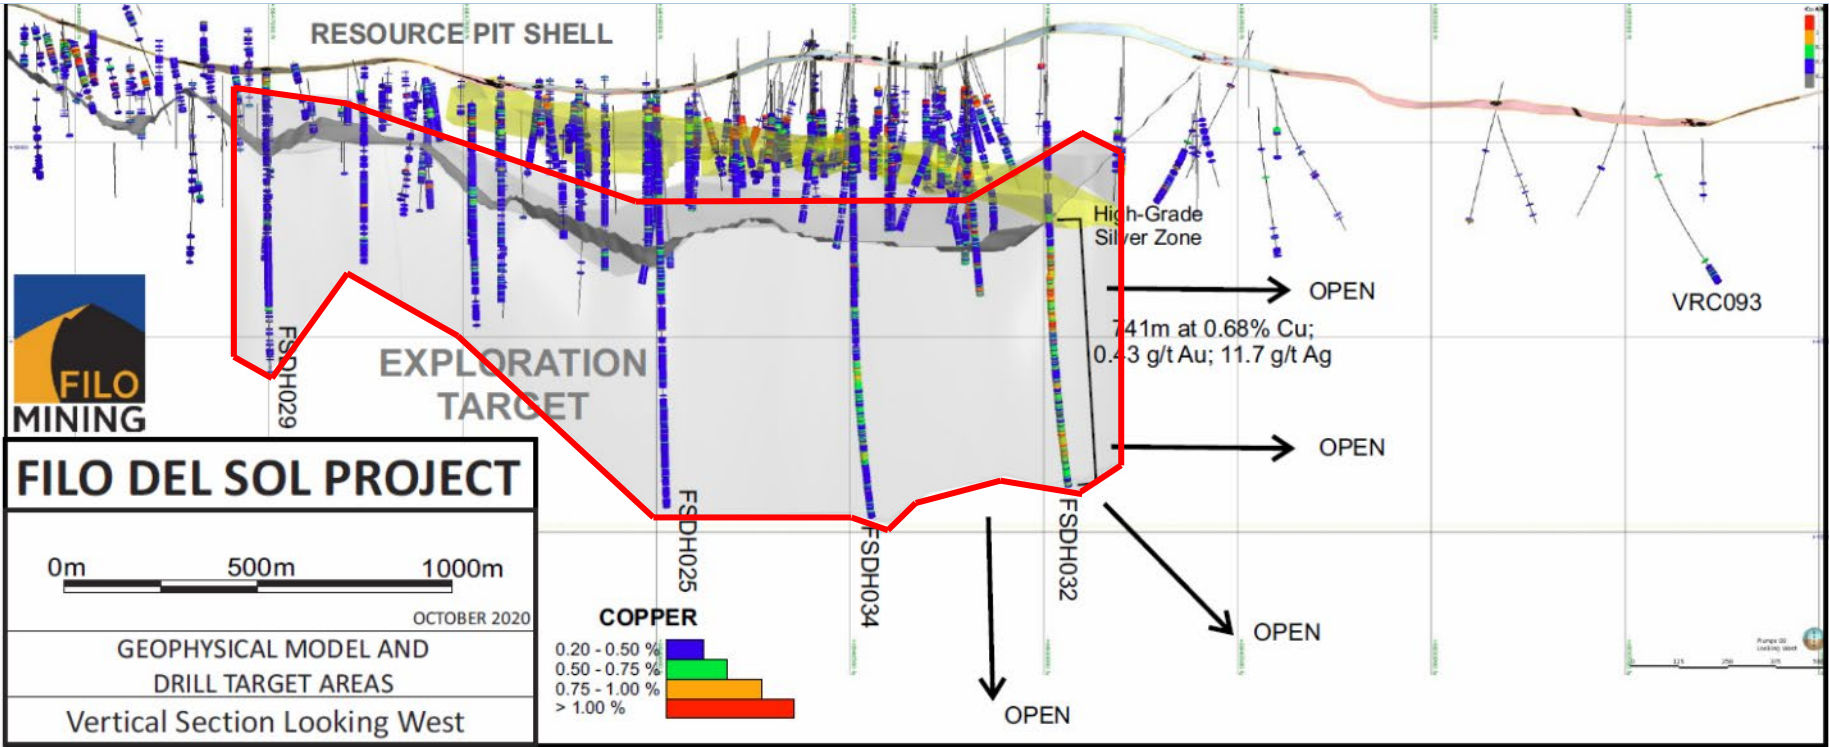 RESOURCE PIT SHELL
High-Grade
Silver Zone
OPEN
VRC093
741m at 0.68% Cu;
0.43 g/t Au; 11.7 g/t Ag
EXPLORATION
TARGET
FSDH029
FILO
MINING
OPEN
FILO DEL SOL PROJECT
FSDH025
FSDH034
FSDH032
0m 500m 1000m
OCTOBER 2020
GEOPHYSICAL MODEL AND
DRILL TARGET AREAS
Vertical Section Looking West
COPPER
0.20 - 0.50 %
0.50 - 0.75 %
0.75 - 1.00 %
> 1.00 %
OPEN
OPEN
Looking West